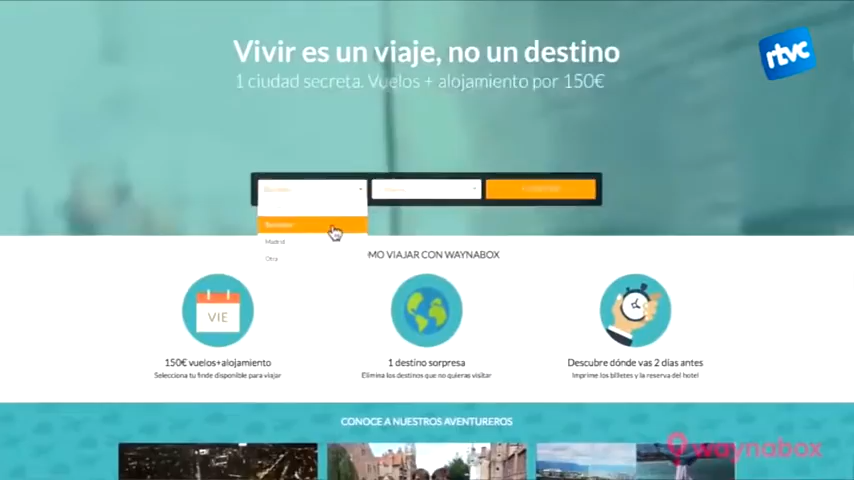 Vivir es un viaje, no un destino
rtvc
1 ciudad secreta. Vuelos + alojamiento por 150€
Madrid
Otra
MO VIAJAR CON WAYNABOX
VIE
150€ vuelos+alojamiento
1 destino sorpresa
Descubre dónde vas 2 días antes
Selecciona tu finde disponible para viajar
Elimina los destinos que no quieras visitar
Imprime los billetes y la reserva del hotel
CONOCE A NUESTROS AVENTUREROS
waynabox